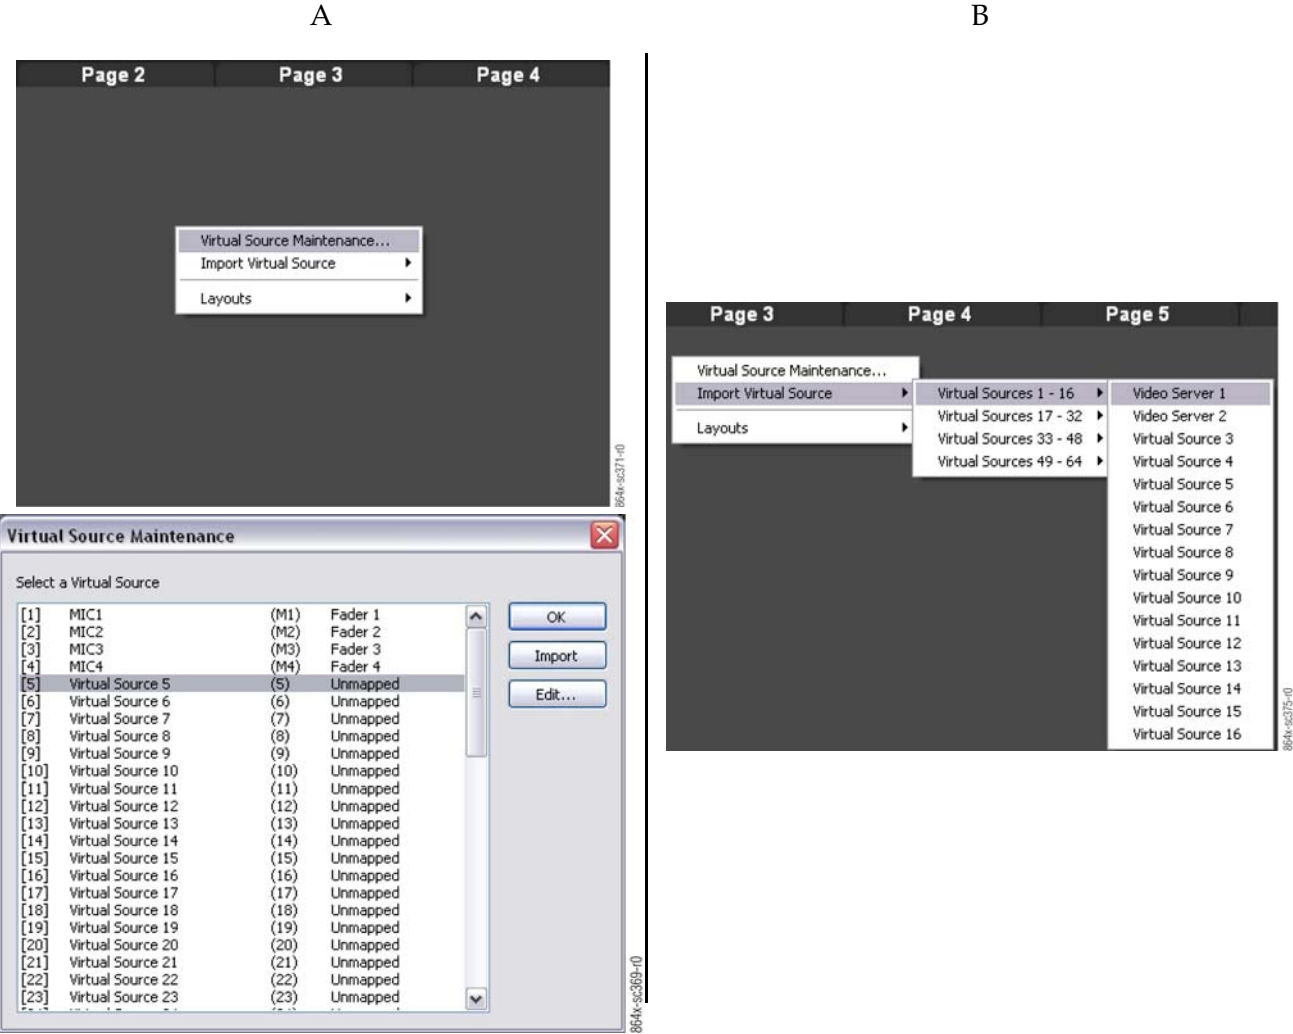 A
B
Page 2 Page 3 Page 4
Virtual Source Maintenance...
Import Virtual Source
Layouts
864x-sc371-r0
Virtual Source Maintenance
Select a Virtual Source
[1] MIC1 (M1) Fader 1
[2] MIC2 (M2) Fader 2
[3] MIC3 (M3) Fader 3
[4] MIC4 (M4) Fader 4
[5] Virtual Source 5 (5) Unmapped
[6] Virtual Source 6 (6) Unmapped
[7] Virtual Source 7 (7) Unmapped
[8] Virtual Source 8 (8) Unmapped
[9] Virtual Source 9 (9) Unmapped
[10] Virtual Source 10 (10) Unmapped
[11] Virtual Source 11 (11) Unmapped
[12] Virtual Source 12 (12) Unmapped
[13] Virtual Source 13 (13) Unmapped
[14] Virtual Source 14 (14) Unmapped
[15] Virtual Source 15 (15) Unmapped
[16] Virtual Source 16 (16) Unmapped
[17] Virtual Source 17 (17) Unmapped
[18] Virtual Source 18 (18) Unmapped
[19] Virtual Source 19 (19) Unmapped
[20] Virtual Source 20 (20) Unmapped
[21] Virtual Source 21 (21) Unmapped
[22] Virtual Source 22 (22) Unmapped
[23] Virtual Source 23 (23) Unmapped
OK
Import
Edit...
864x-sc369-r0
Page 3 Page 4 Page 5
Virtual Source Maintenance...
Import Virtual Source
Layouts
Virtual Sources 1 - 16
Virtual Sources 17 - 32
Virtual Sources 33 - 48
Virtual Sources 49 - 64
Video Server 1
Video Server 2
Virtual Source 3
Virtual Source 4
Virtual Source 5
Virtual Source 6
Virtual Source 7
Virtual Source 8
Virtual Source 9
Virtual Source 10
Virtual Source 11
Virtual Source 12
Virtual Source 13
Virtual Source 14
Virtual Source 15
Virtual Source 16
864x-sc375-r0